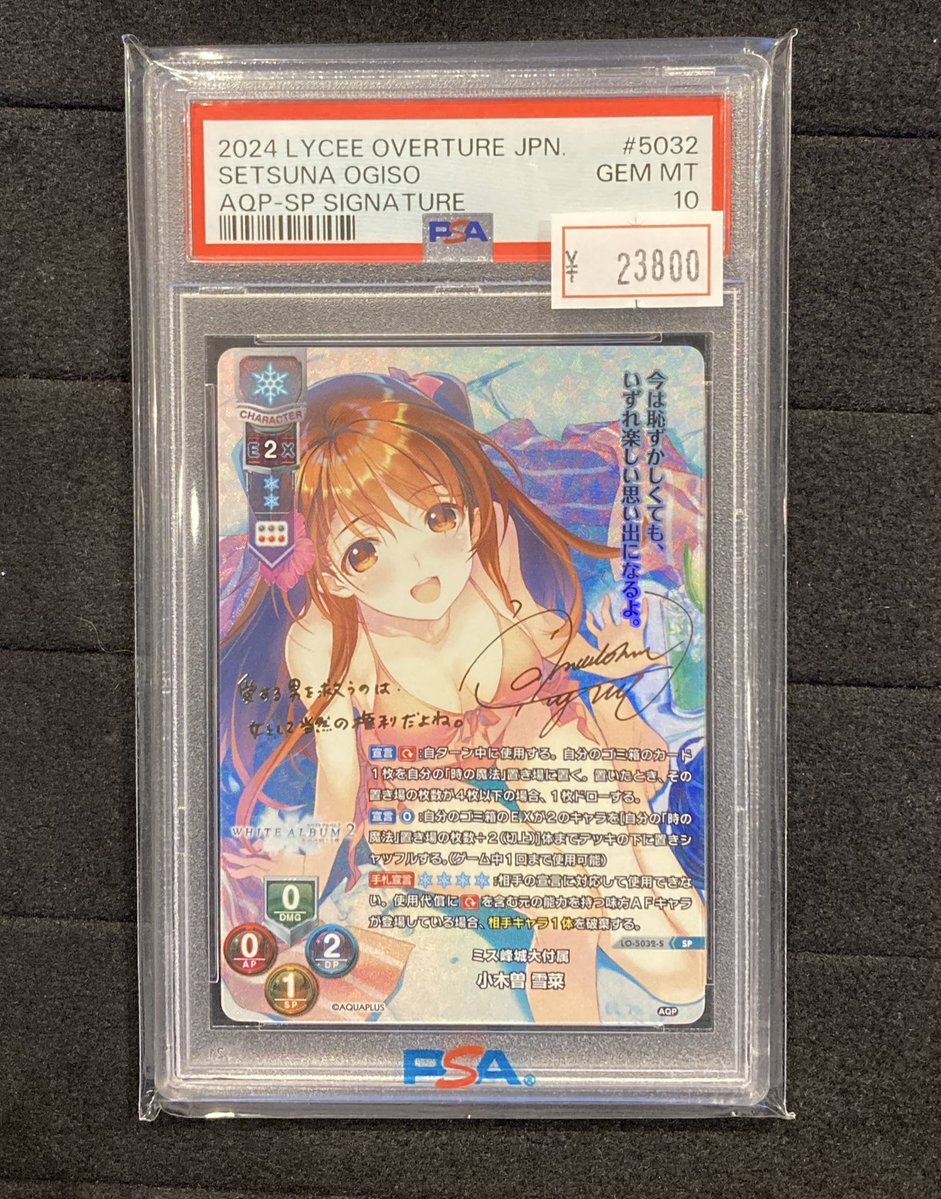 2024 LYCEE OVERTURE JPN. #5032
SETSUNA OGISO GEM MT
AQP-SP SIGNATURE 10
PSA
¥ 23800
CHARACTER
E 2 X
今は恥ずかしくても、
いずれ楽しい思い出になるよ。
愛する男を救うのは.
女として当然の権利だよね。
宣言:自ターン中に使用する。自分のゴミ箱のカード
1枚を自分の「時の魔法」置き場に置く。置いたとき、その
置き場の枚数が4枚以下の場合、1枚ドローする。
宣言 0:自分のゴミ箱のEXが2のキャラを[自分の「時の
魔法」置き場の枚数÷2(切上)]体までデッキの下に置きシ
ャッフルする。(ゲーム中1回まで使用可能)
手札宣言:相手の宣言に対応して使用できな
い。使用代償にを含む元の能力を持つ味方AFキャラ
が登場している場合、相手キャラ1体を破棄する。
WHITE ALBUM 2
0
DMG
0
AP
2
DP
1
SP
LO-5032-S SP
ミス峰城大付属
小木曽 雪菜
©AQUAPLUS
AQP
PSA